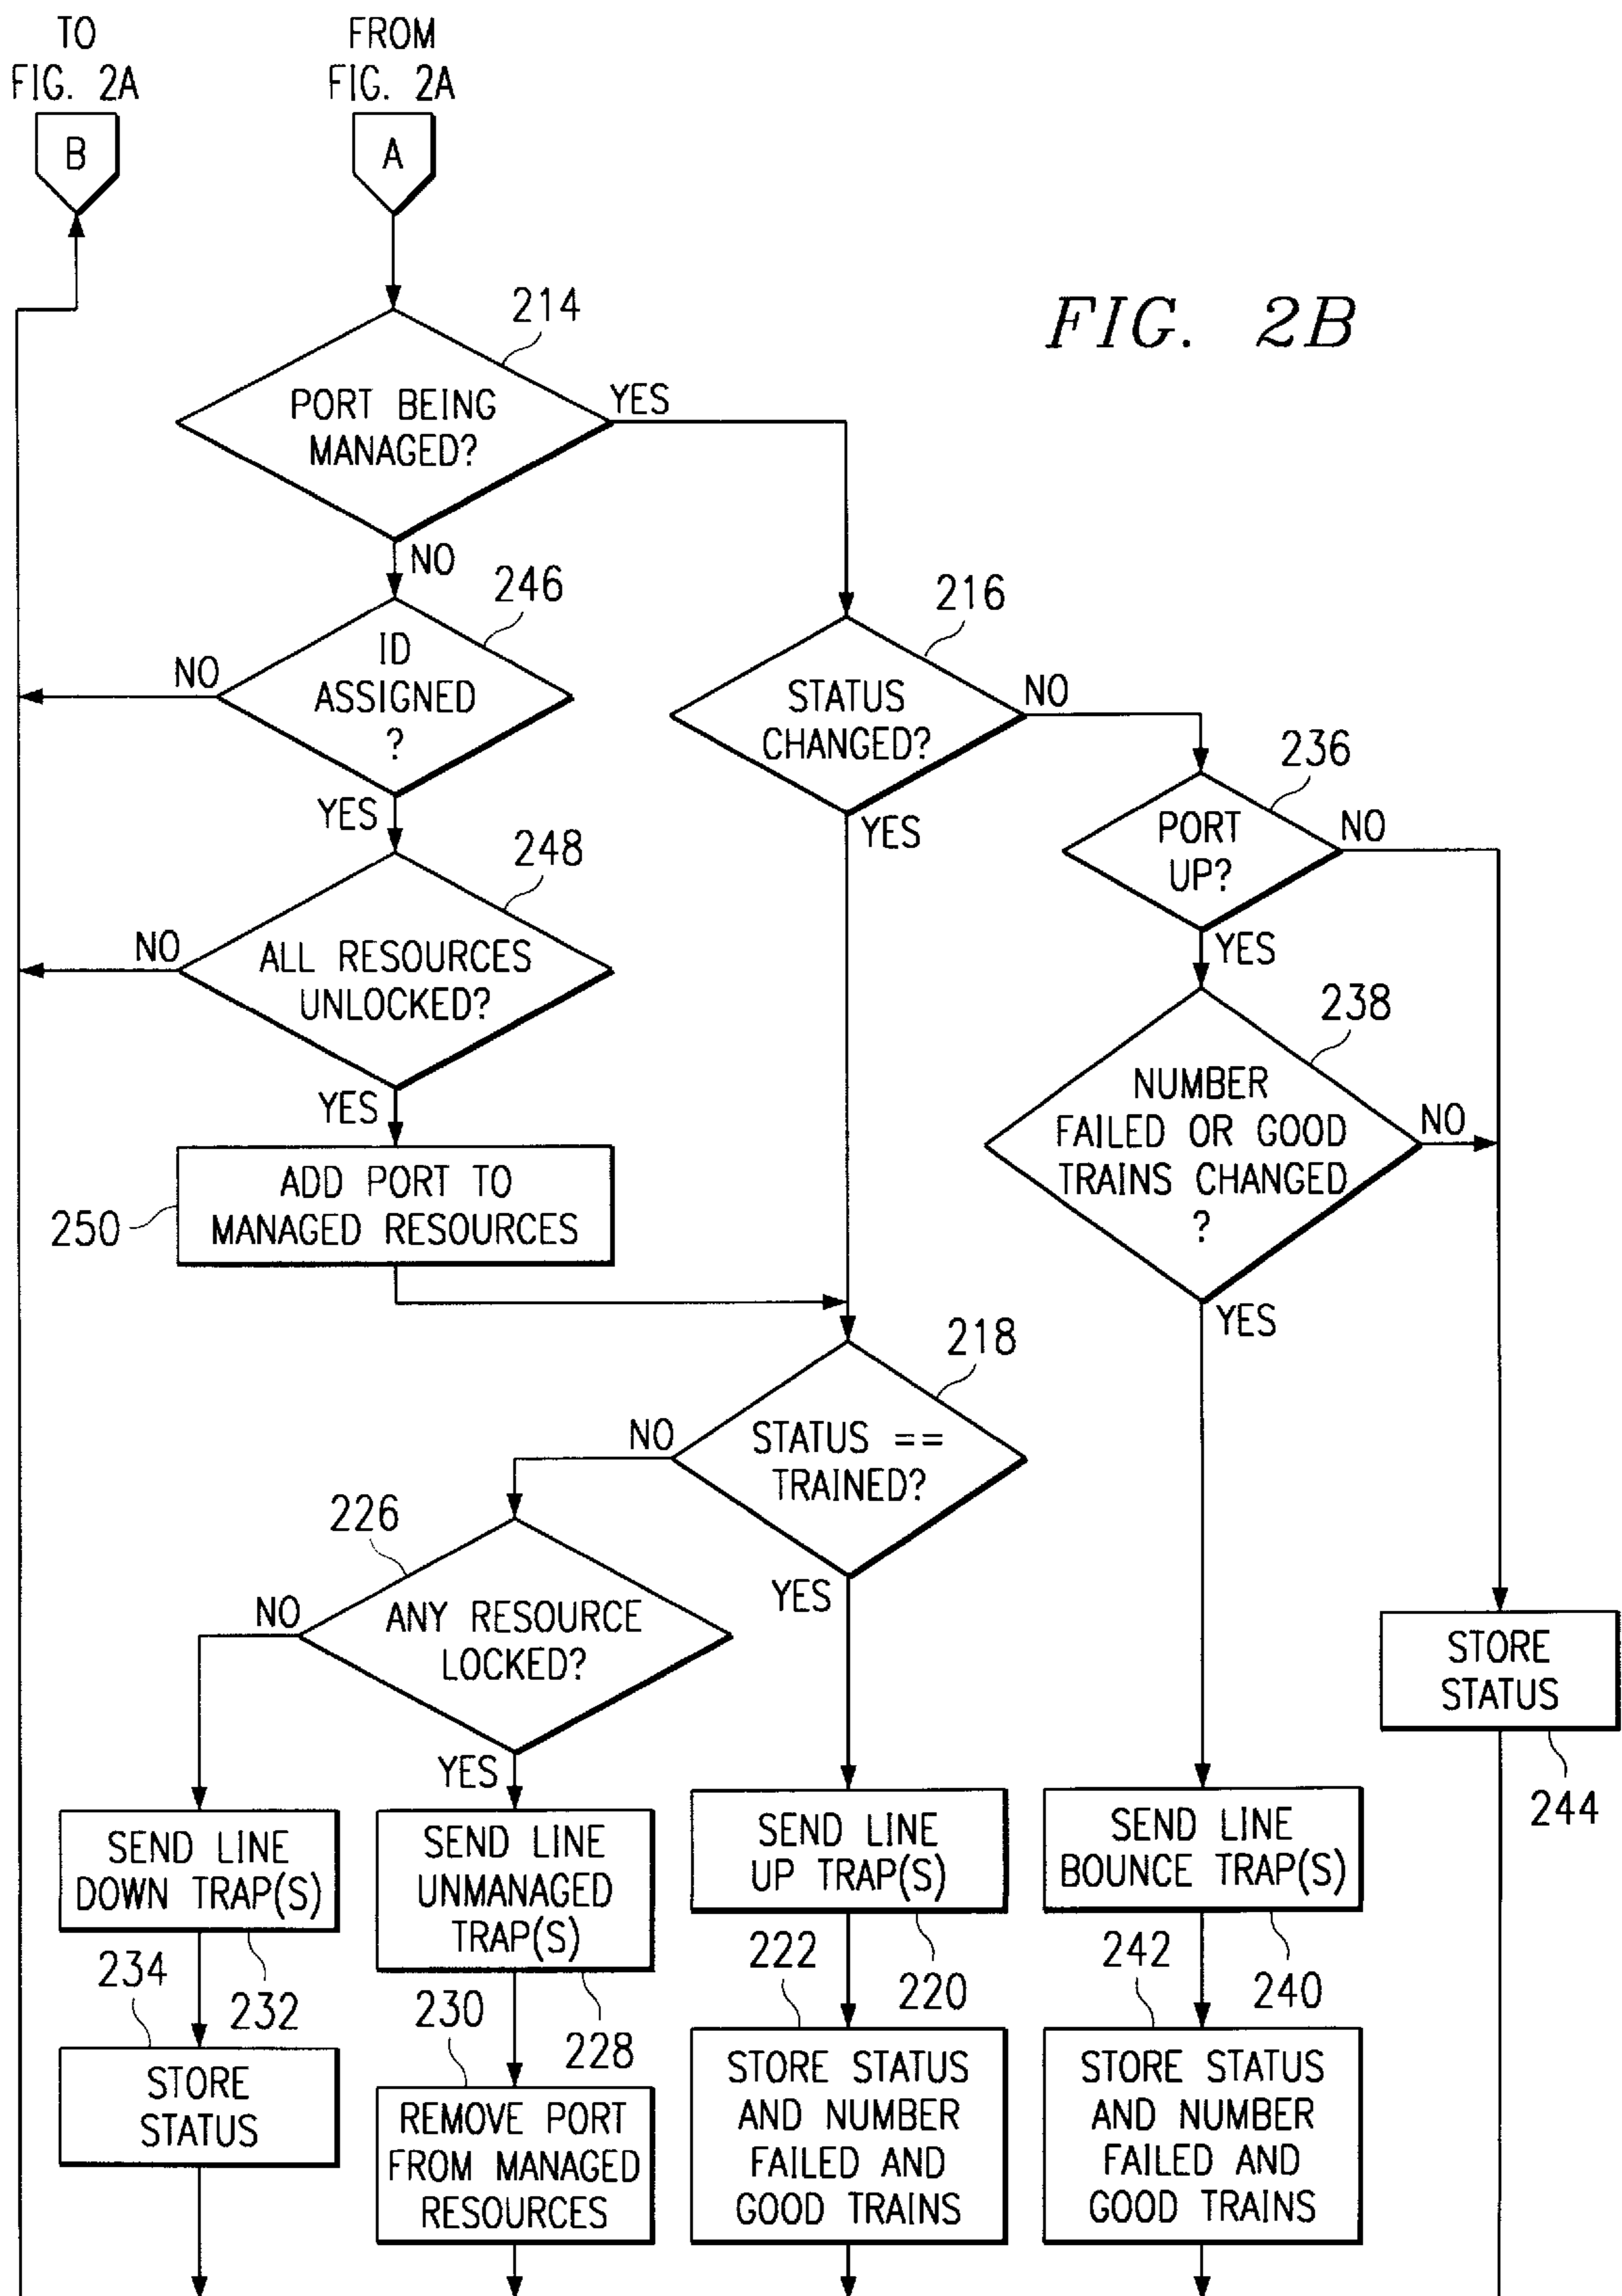 TO
FIG. 2A
FROM
FIG. 2A
B
A
FIG. 2B
214
PORT BEING
MANAGED?
YES
NO
246
ID
ASSIGNED
?
NO
YES
216
STATUS
CHANGED?
NO
YES
236
PORT
UP?
NO
YES
248
ALL RESOURCES
UNLOCKED?
NO
YES
238
NUMBER
FAILED OR GOOD
TRAINS CHANGED
?
NO
YES
250
ADD PORT TO
MANAGED RESOURCES
218
STATUS ==
TRAINED?
NO
YES
226
ANY RESOURCE
LOCKED?
NO
YES
STORE
STATUS
244
SEND LINE
DOWN TRAP(S)
232
SEND LINE
UNMANAGED
TRAP(S)
228
SEND LINE
UP TRAP(S)
220
SEND LINE
BOUNCE TRAP(S)
240
234
STORE
STATUS
230
REMOVE PORT
FROM MANAGED
RESOURCES
222
STORE STATUS
AND NUMBER
FAILED AND
GOOD TRAINS
242
STORE STATUS
AND NUMBER
FAILED AND
GOOD TRAINS